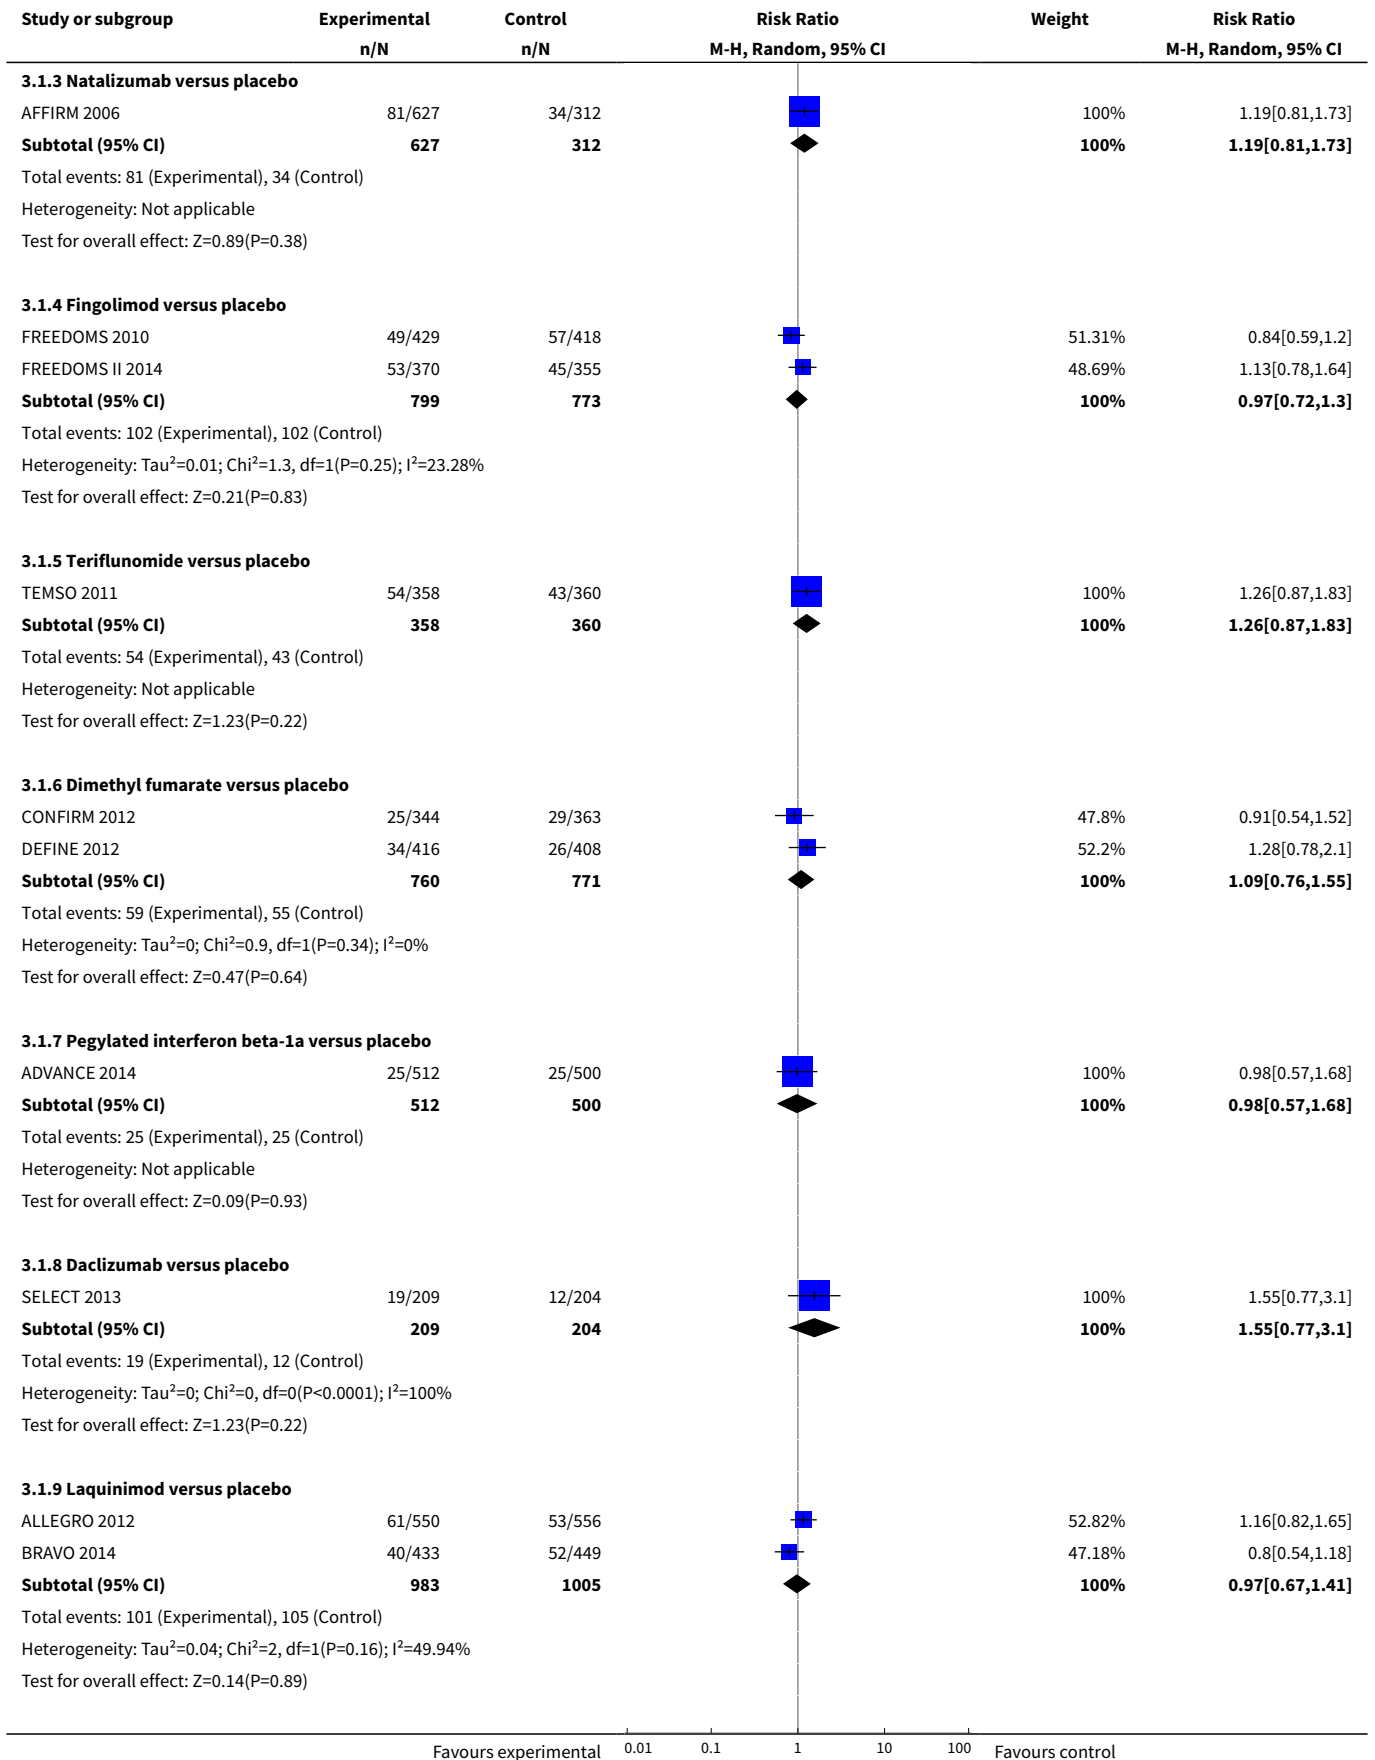 Study or subgroup Experimental Control Risk Ratio Weight Risk Ratio
n/N n/N M-H, Random, 95% CI M-H, Random, 95% CI
3.1.3 Natalizumab versus placebo
AFFIRM 2006 81/627 34/312 100% 1.19[0.81,1.73]
Subtotal (95% CI) 627 312 100% 1.19[0.81,1.73]
Total events: 81 (Experimental), 34 (Control)
Heterogeneity: Not applicable
Test for overall effect: Z=0.89(P=0.38)
3.1.4 Fingolimod versus placebo
FREEDOMS 2010 49/429 57/418 51.31% 0.84[0.59,1.2]
FREEDOMS II 2014 53/370 45/355 48.69% 1.13[0.78,1.64]
Subtotal (95% CI) 799 773 100% 0.97[0.72,1.3]
Total events: 102 (Experimental), 102 (Control)
Heterogeneity: Tau²=0.01; Chi²=1.3, df=1(P=0.25); I²=23.28%
Test for overall effect: Z=0.21(P=0.83)
3.1.5 Teriflunomide versus placebo
TEMSO 2011 54/358 43/360 100% 1.26[0.87,1.83]
Subtotal (95% CI) 358 360 100% 1.26[0.87,1.83]
Total events: 54 (Experimental), 43 (Control)
Heterogeneity: Not applicable
Test for overall effect: Z=1.23(P=0.22)
3.1.6 Dimethyl fumarate versus placebo
CONFIRM 2012 25/344 29/363 47.8% 0.91[0.54,1.52]
DEFINE 2012 34/416 26/408 52.2% 1.28[0.78,2.1]
Subtotal (95% CI) 760 771 100% 1.09[0.76,1.55]
Total events: 59 (Experimental), 55 (Control)
Heterogeneity: Tau²=0; Chi²=0.9, df=1(P=0.34); I²=0%
Test for overall effect: Z=0.47(P=0.64)
3.1.7 Pegylated interferon beta-1a versus placebo
ADVANCE 2014 25/512 25/500 100% 0.98[0.57,1.68]
Subtotal (95% CI) 512 500 100% 0.98[0.57,1.68]
Total events: 25 (Experimental), 25 (Control)
Heterogeneity: Not applicable
Test for overall effect: Z=0.09(P=0.93)
3.1.8 Daclizumab versus placebo
SELECT 2013 19/209 12/204 100% 1.55[0.77,3.1]
Subtotal (95% CI) 209 204 100% 1.55[0.77,3.1]
Total events: 19 (Experimental), 12 (Control)
Heterogeneity: Tau²=0; Chi²=0, df=0(P<0.0001); I²=100%
Test for overall effect: Z=1.23(P=0.22)
3.1.9 Laquinimod versus placebo
ALLEGRO 2012 61/550 53/556 52.82% 1.16[0.82,1.65]
BRAVO 2014 40/433 52/449 47.18% 0.8[0.54,1.18]
Subtotal (95% CI) 983 1005 100% 0.97[0.67,1.41]
Total events: 101 (Experimental), 105 (Control)
Heterogeneity: Tau²=0.04; Chi²=2, df=1(P=0.16); I²=49.94%
Test for overall effect: Z=0.14(P=0.89)
Favours experimental 0.01 0.1 1 10 100 Favours control